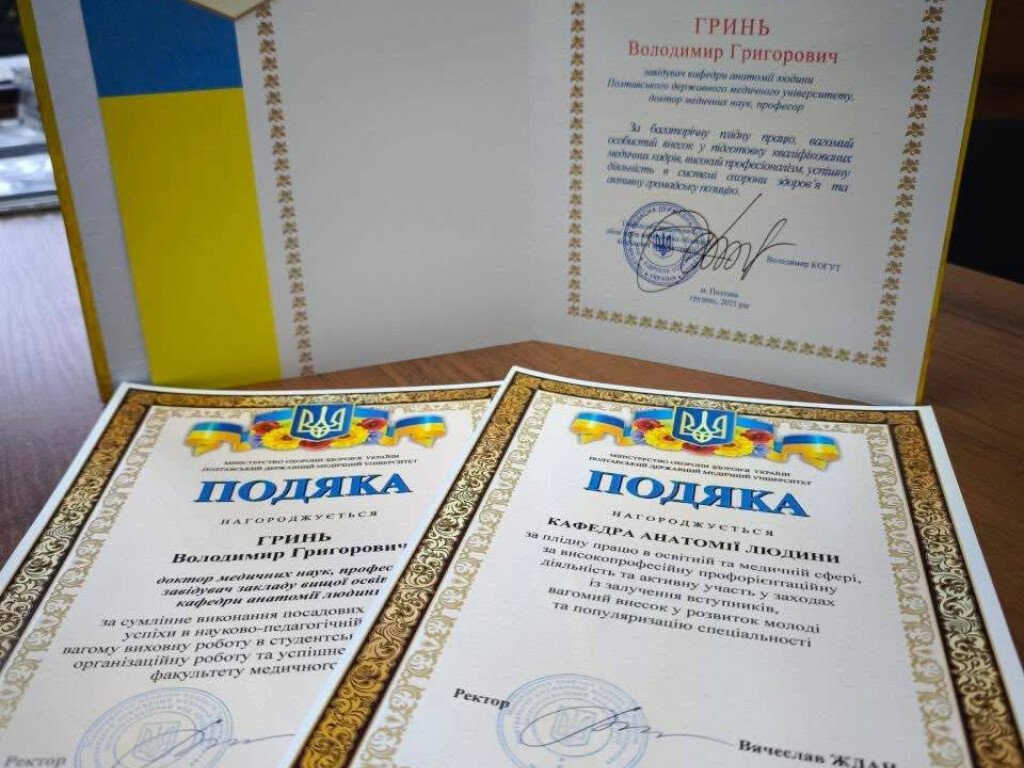 ГРИНЬ
Володимир Григорович
завідувач кафедри анатомії людини
Полтавського державного медичного університету,
доктор медичних наук, професор
За багаторічну плідну працю, вагомий
особистий внесок у підготовку кваліфікованих
медичних кадрів, високий професіоналізм, успішну
діяльність в системі охорони здоров'я та
активну громадську позицію.
Володимир КОГУТ
м. Полтава
грудень, 2025 рік
МІНІСТЕРСТВО ОХОРОНИ ЗДОРОВ'Я УКРАЇНИ
ПОЛТАВСЬКИЙ ДЕРЖАВНИЙ МЕДИЧНИЙ УНІВЕРСИТЕТ
ПОДЯКА
НАГОРОДЖУЄТЬСЯ
ГРИНЬ
Володимир Григорович
доктор медичних наук, профес
завідувач закладу вищої освін
кафедри анатомії людини
за сумлінне виконання посадових
успіхи в науково-педагогічній
вагому виховну роботу в студентсь
організаційну роботу та успішне
факультету медичного
Ректор
МІНІСТЕРСТВО ОХОРОНИ ЗДОРОВ'Я УКРАЇНИ
ПОЛТАВСЬКИЙ ДЕРЖАВНИЙ МЕДИЧНИЙ УНІВЕРСИТЕТ
ПОДЯКА
НАГОРОДЖУЄТЬСЯ
КАФЕДРА АНАТОМІЇ ЛЮДИНИ
за плідну працю в освітній та медичній сфері,
за високопрофесійну профорієнтаційну
діяльність та активну участь у заходах
із залучення вступників,
вагомий внесок у розвиток молоді
та популяризацію спеціальності
Ректор
Вячеслав ЖДАН